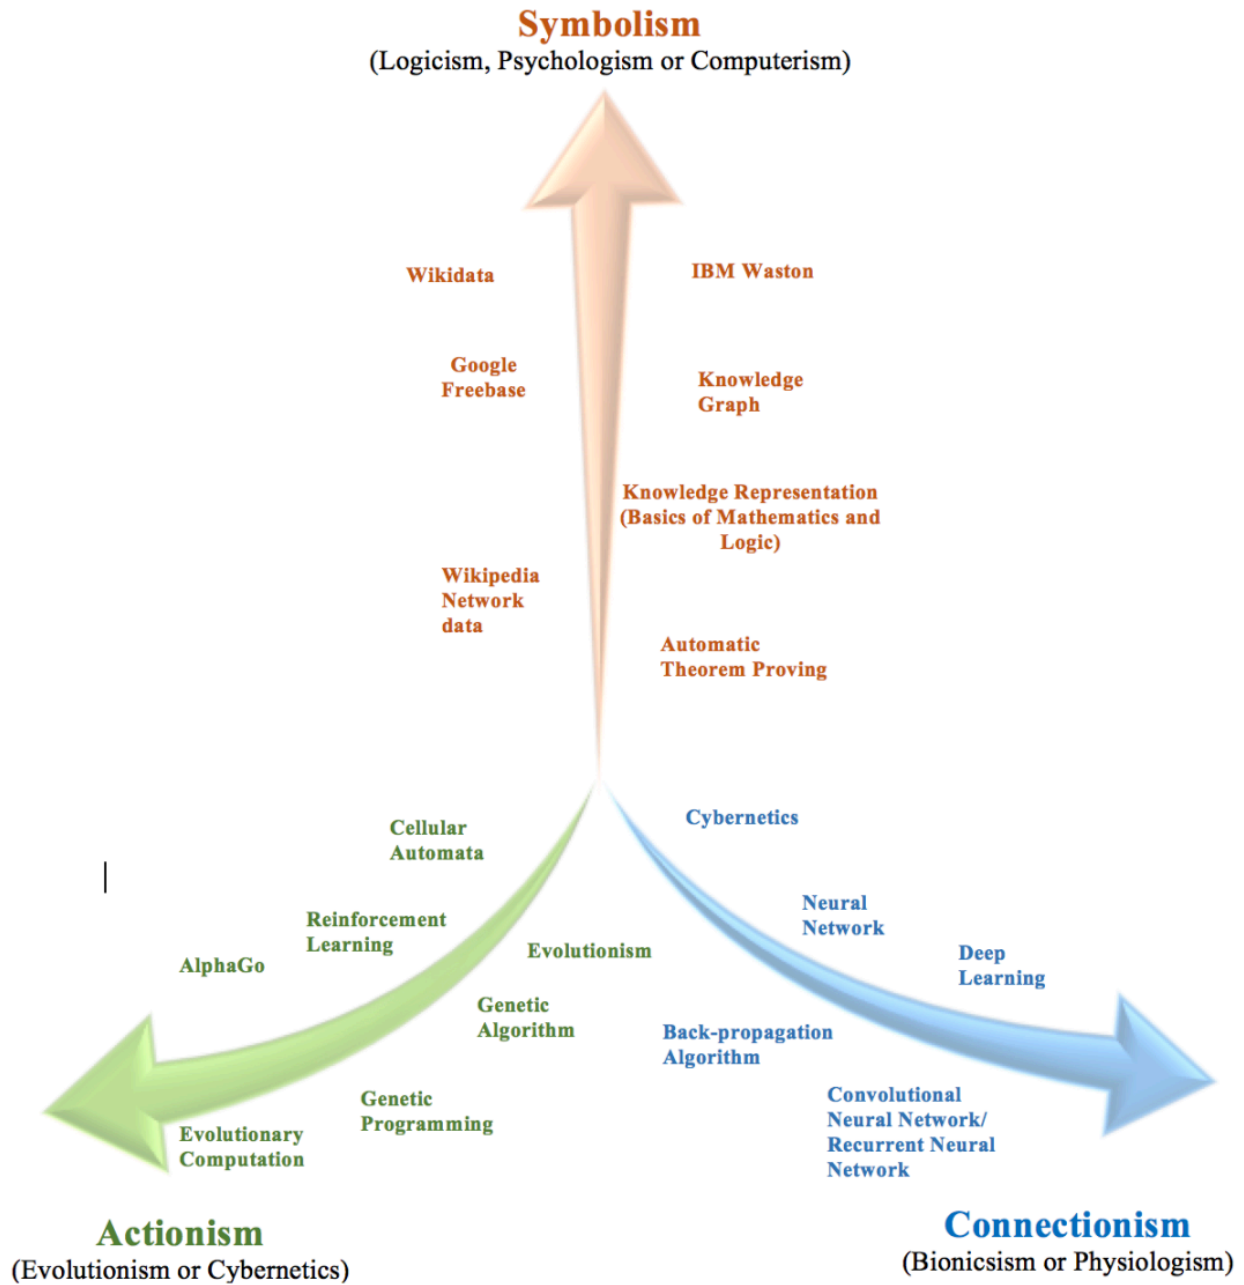 Symbolism
(Logicism, Psychologism or Computerism)
Wikidata
IBM Waston
Google
Freebase
Knowledge
Graph
Knowledge Representation
(Basics of Mathematics and
Logic)
Wikipedia
Network
data
Automatic
Theorem Proving
Cellular
Automata
Reinforcement
Learning
AlphaGo
Evolutionism
Genetic
Algorithm
Genetic
Programming
Evolutionary
Computation
Actionism
(Evolutionism or Cybernetics)
Cybernetics
Neural
Network
Deep
Learning
Back-propagation
Algorithm
Convolutional
Neural Network/
Recurrent Neural
Network
Connectionism
(Bionicsism or Physiologism)